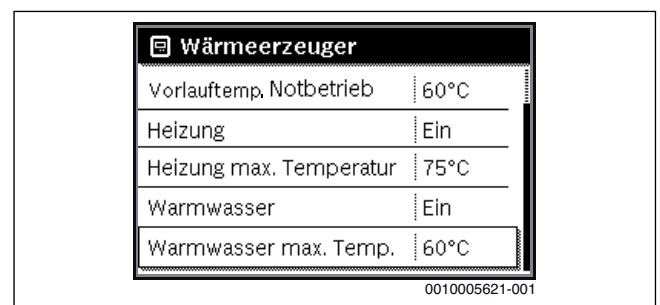 Wärmeerzeuger
Vorlauftemp. Notbetrieb 60°C
Heizung Ein
Heizung max. Temperatur 75°C
Warmwasser Ein
Warmwasser max. Temp. 60°C
0010005621-001